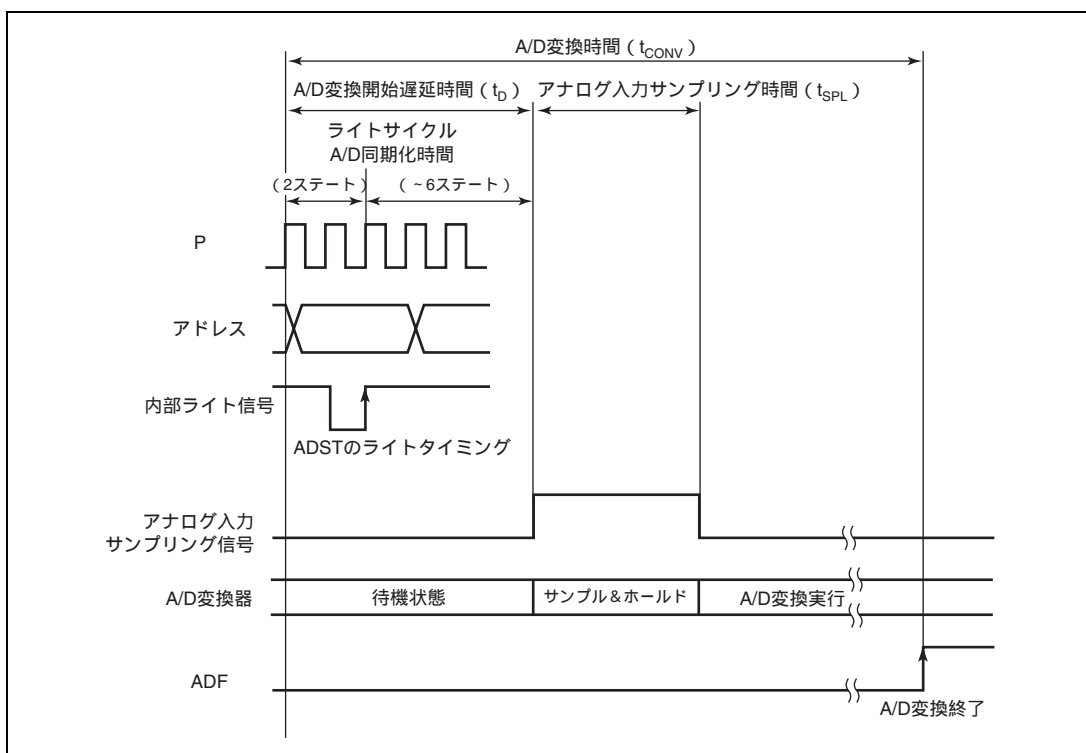 A/D変換時間（tCONV）
A/D変換開始遅延時間（tD）
アナログ入力サンプリング時間（tSPL）
ライトサイクル
A/D同期化時間
（2ステート）
（~6ステート）
P
アドレス
内部ライト信号
ADSTのライトタイミング
アナログ入力
サンプリング信号
A/D変換器
待機状態
サンプル＆ホールド
A/D変換実行
ADF
A/D変換終了